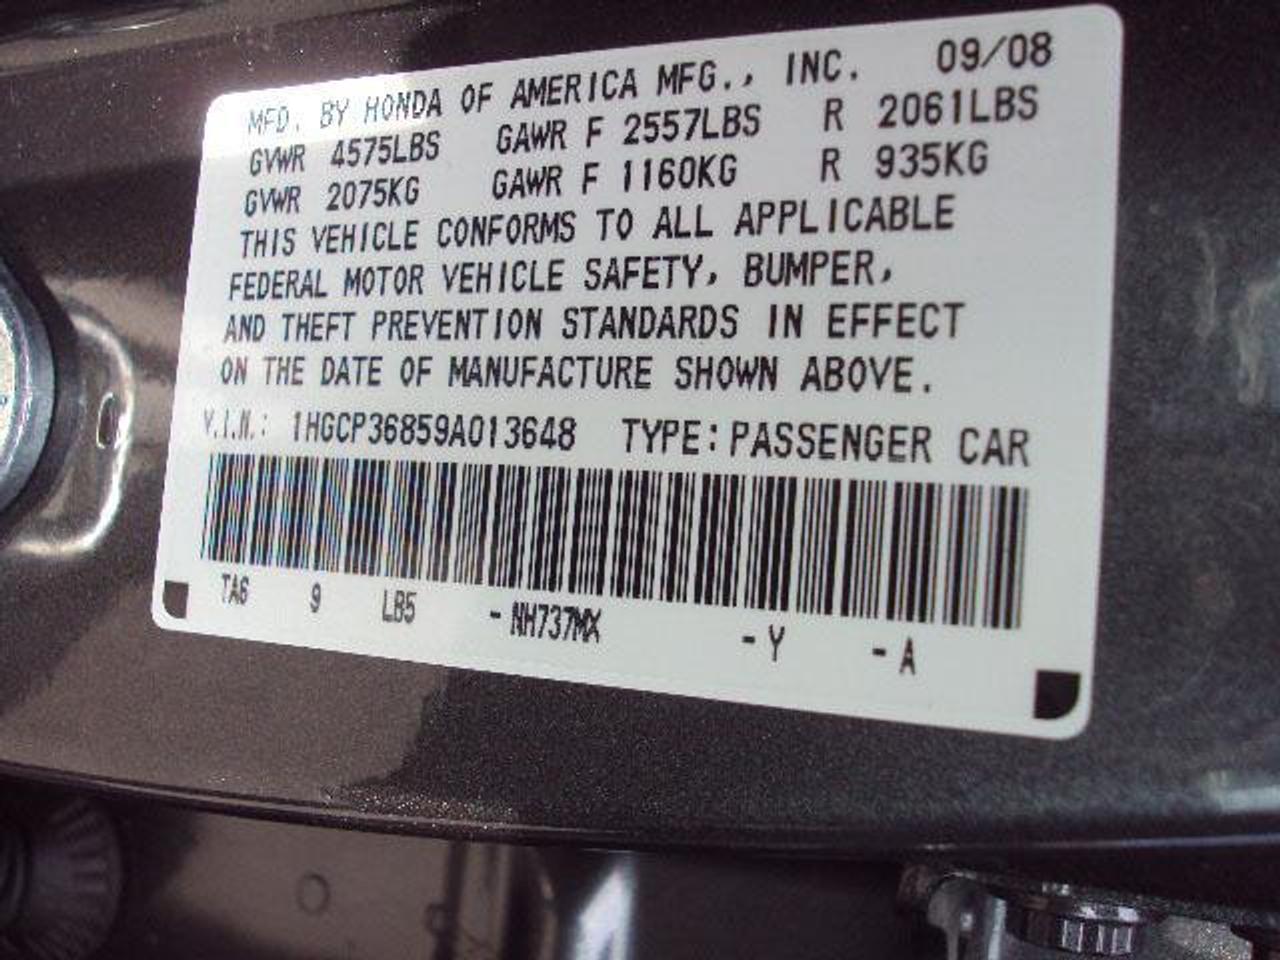 MFD. BY HONDA OF AMERICA MFG., INC. 09/08
GVWR 4575LBS GAWR F 2557LBS R 2061LBS
GVWR 2075KG GAWR F 1160KG R 935KG
THIS VEHICLE CONFORMS TO ALL APPLICABLE
FEDERAL MOTOR VEHICLE SAFETY, BUMPER,
AND THEFT PREVENTION STANDARDS IN EFFECT
ON THE DATE OF MANUFACTURE SHOWN ABOVE.
V.I.N.: 1HGCP36859A013648 TYPE:PASSENGER CAR
TA6 9 LB5 -NH737MX -Y -A